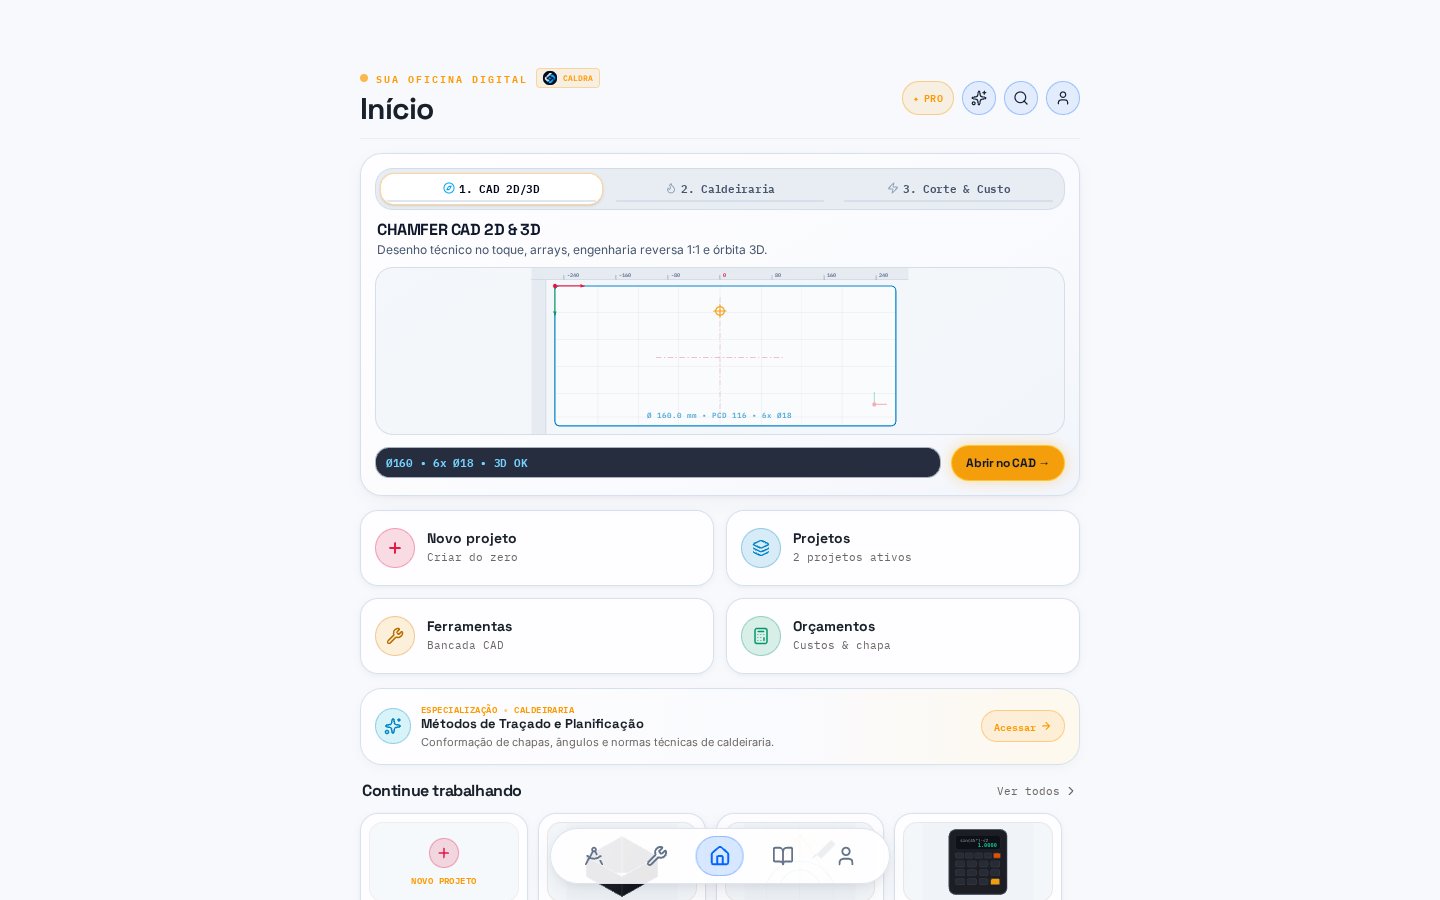 SUA OFICINA DIGITAL
CALDRA
Início
✦ PRO
1. CAD 2D/3D
2. Caldeiraria
3. Corte & Custo
CHAMFER CAD 2D & 3D
Desenho técnico no toque, arrays, engenharia reversa 1:1 e órbita 3D.
-240 -160 -80 0 80 160 240
Ø 160.0 mm • PCD 116 • 6x Ø18
Ø160 • 6x Ø18 • 3D OK
Abrir no CAD →
Novo projeto
Criar do zero
Projetos
2 projetos ativos
Ferramentas
Bancada CAD
Orçamentos
Custos & chapa
ESPECIALIZAÇÃO · CALDEIRARIA
Métodos de Traçado e Planificação
Conformação de chapas, ângulos e normas técnicas de caldeiraria.
Acessar →
Continue trabalhando
Ver todos >
NOVO PROJETO
1.0000